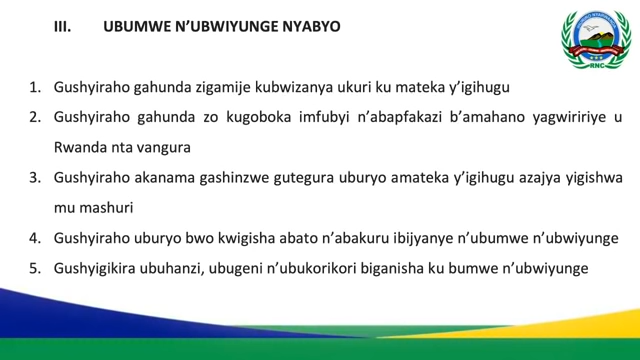 III. UBUMWE N'UBWIYUNGE NYABYO
1. Gushyiraho gahunda zigamije kubwizanya ukuri ku mateka y'igihugu
2. Gushyiraho gahunda zo kugoboka imfubyi n'abapfakazi b'amahano yagwiririye u
Rwanda nta vangura
3. Gushyiraho akanama gashinzwe gutegura uburyo amateka y'igihugu azajya yigishwa
mu mashuri
4. Gushyiraho uburyo bwo kwigisha abato n'abakuru ibijyanye n'ubumwe n'ubwiyunge
5. Gushyigikira ubuhanzi, ubugeni n'ubukorikori biganisha ku bumwe n'ubwiyunge
RNC